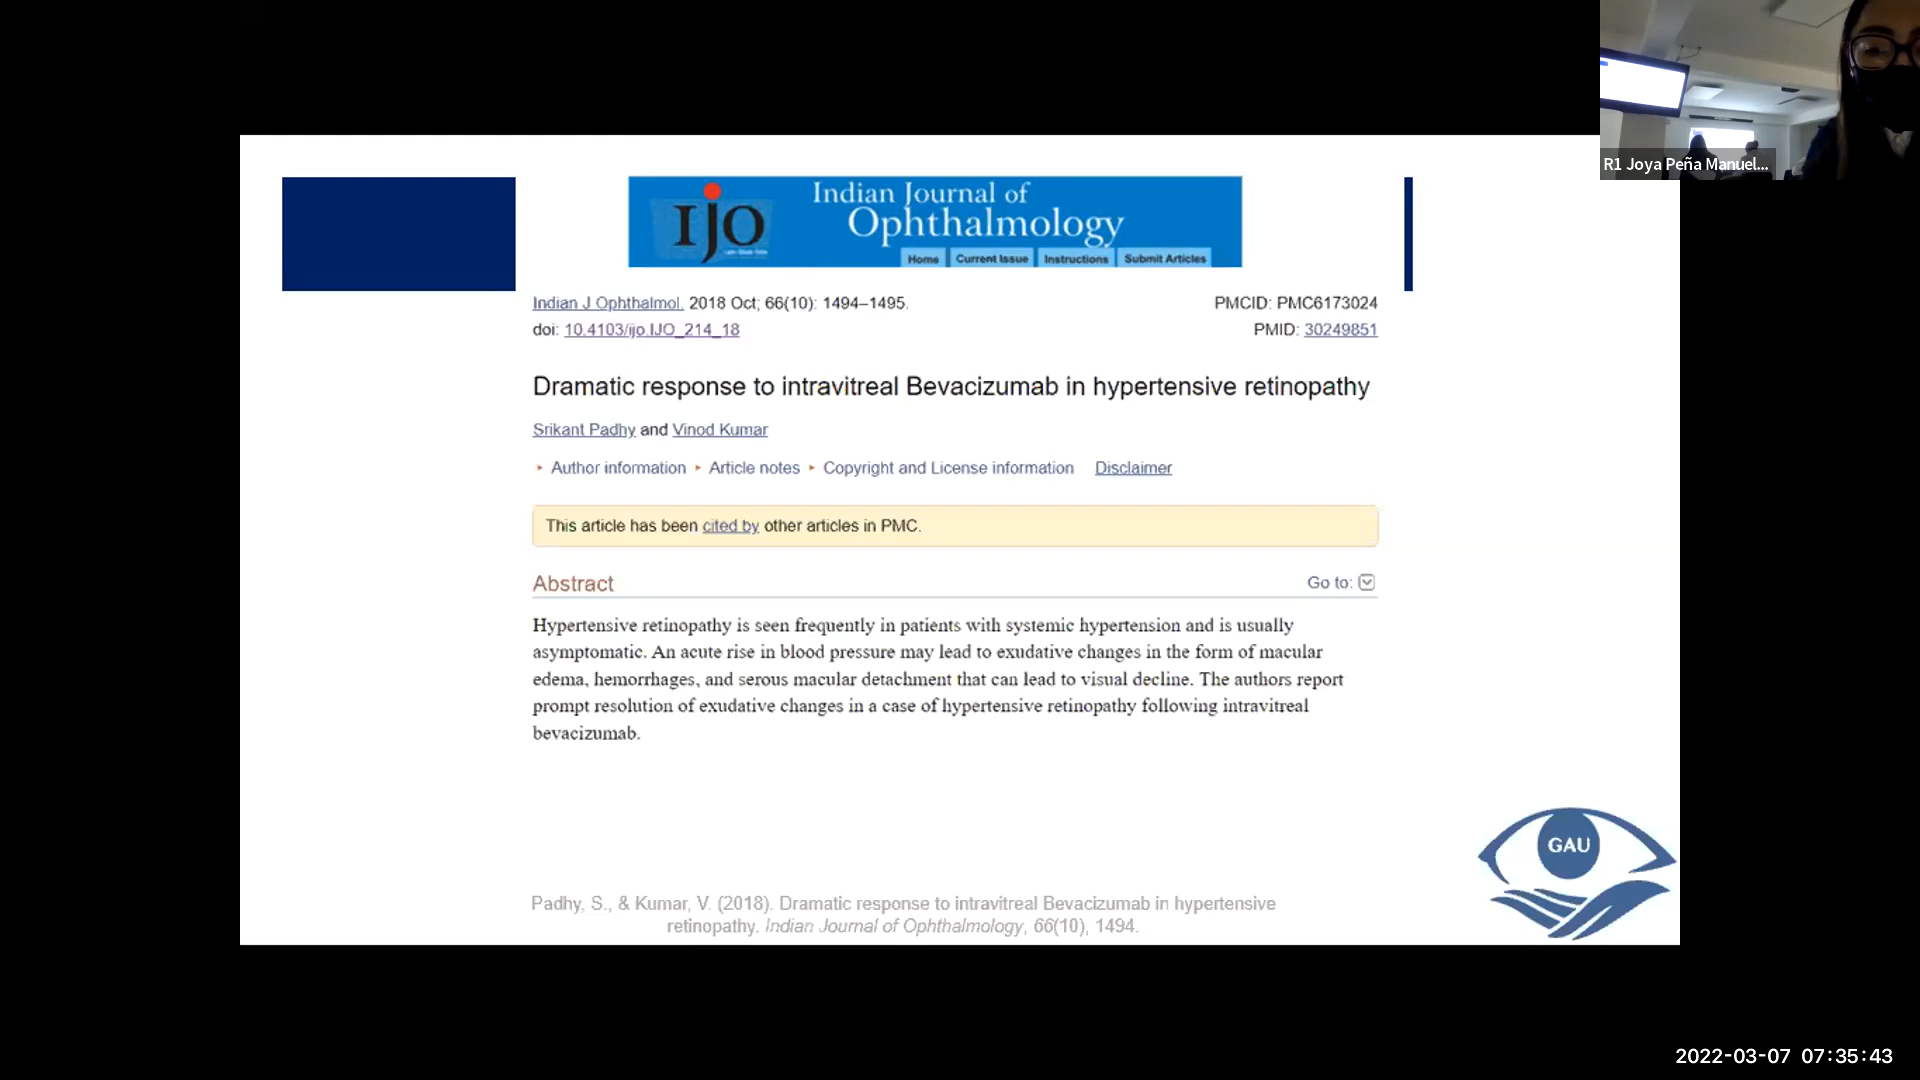 R1 Joya Peña Manuel...
IJO
Indian Journal of
Ophthalmology
Home Current Issue Instructions Submit Articles
Indian J Ophthalmol. 2018 Oct; 66(10): 1494–1495. PMCID: PMC6173024
doi: 10.4103/ijo.IJO_214_18 PMID: 30249851
Dramatic response to intravitreal Bevacizumab in hypertensive retinopathy
Srikant Padhy and Vinod Kumar
Author information Article notes Copyright and License information Disclaimer
This article has been cited by other articles in PMC.
Abstract Go to:
Hypertensive retinopathy is seen frequently in patients with systemic hypertension and is usually
asymptomatic. An acute rise in blood pressure may lead to exudative changes in the form of macular
edema, hemorrhages, and serous macular detachment that can lead to visual decline. The authors report
prompt resolution of exudative changes in a case of hypertensive retinopathy following intravitreal
bevacizumab.
GAU
Padhy, S., & Kumar, V. (2018). Dramatic response to intravitreal Bevacizumab in hypertensive
retinopathy. Indian Journal of Ophthalmology, 66(10), 1494.
2022-03-07 07:35:43